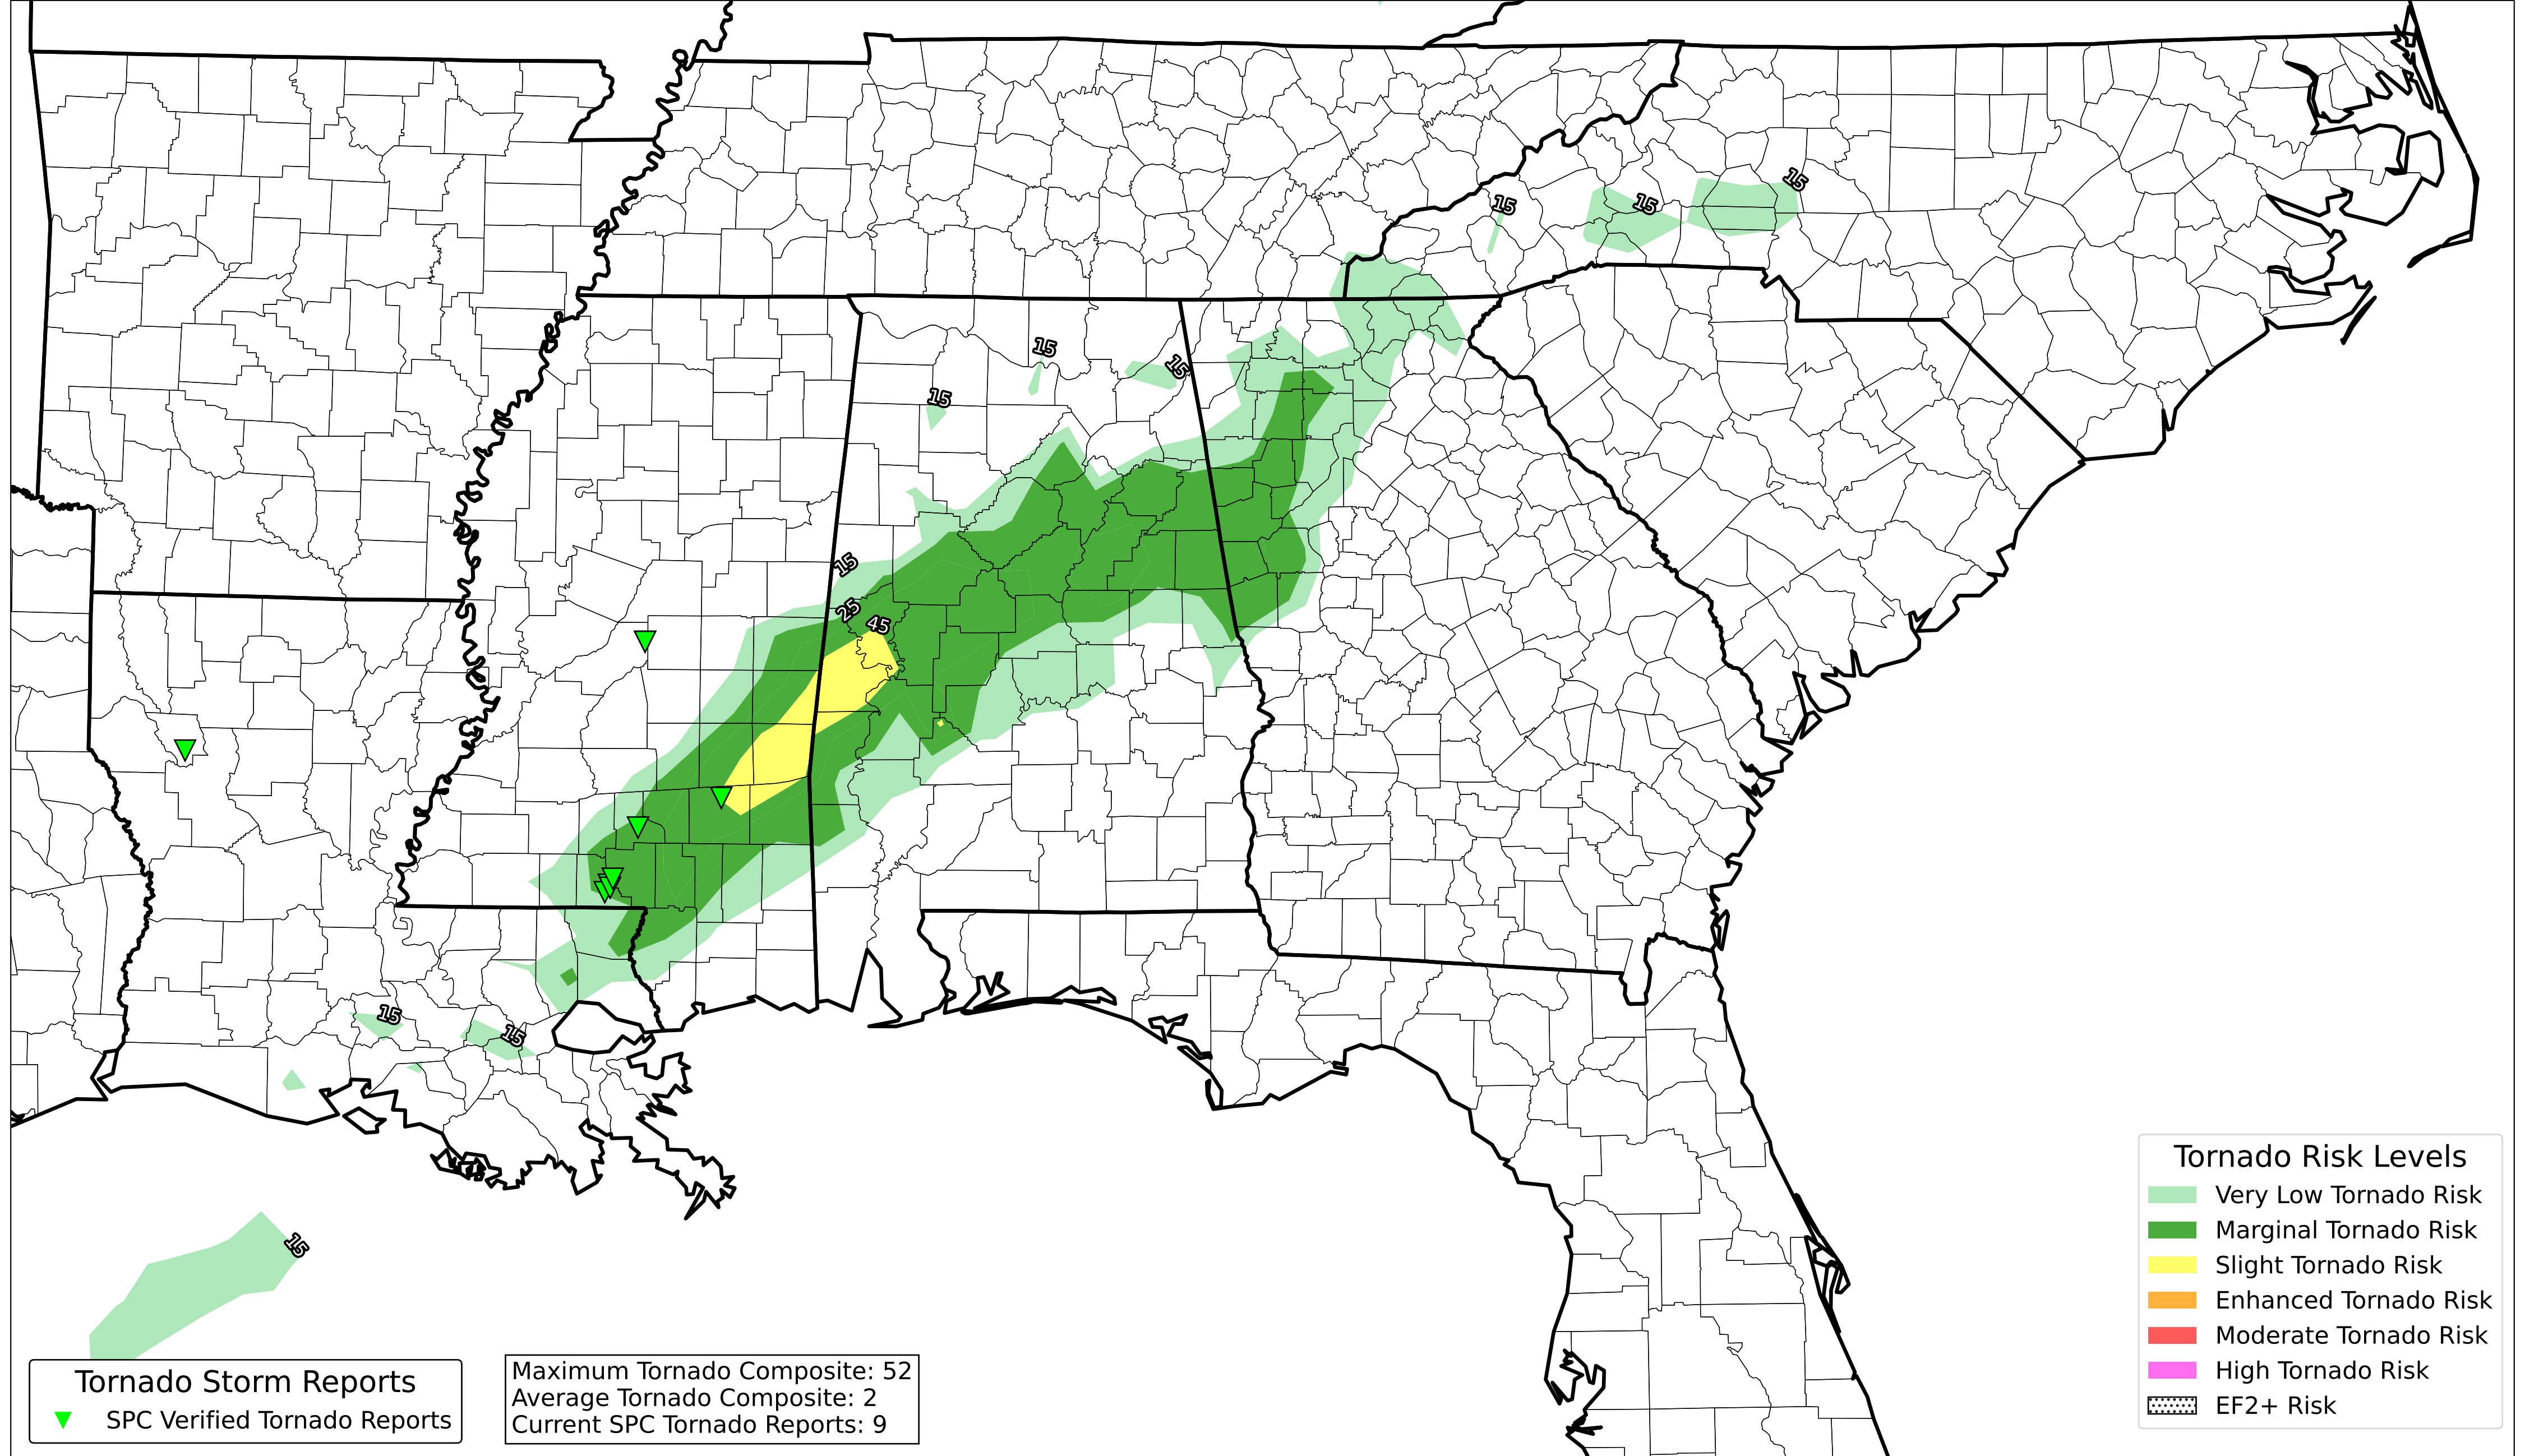 15
15
15
15
15
15
15
25
45
15
15
15
Tornado Risk Levels
Very Low Tornado Risk
Marginal Tornado Risk
Slight Tornado Risk
Enhanced Tornado Risk
Moderate Tornado Risk
High Tornado Risk
EF2+ Risk
Tornado Storm Reports
SPC Verified Tornado Reports
Maximum Tornado Composite: 52
Average Tornado Composite: 2
Current SPC Tornado Reports: 9